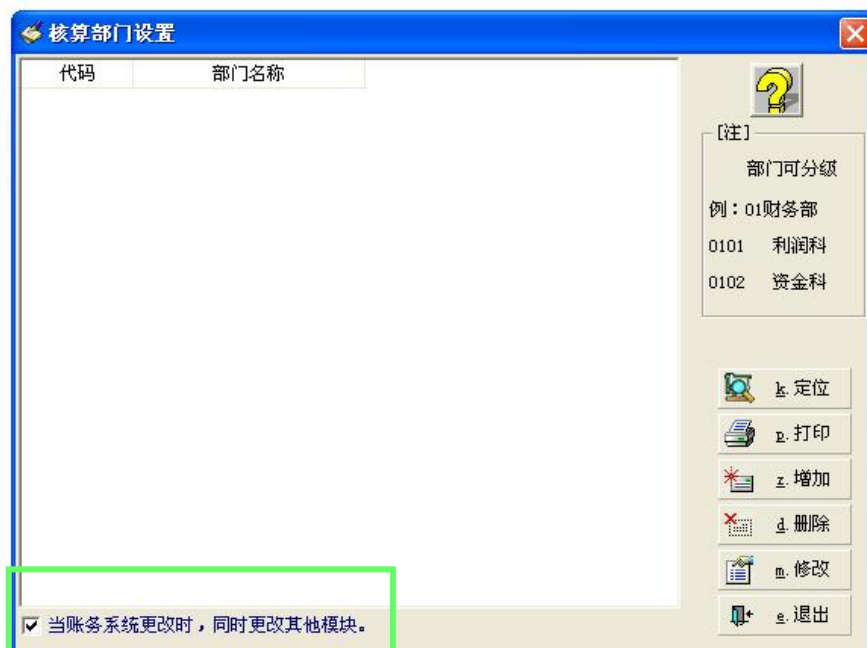 核算部门设置
代码 部门名称
[注]
部门可分级
例：01财务部
0101 利润科
0102 资金科
k.定位
p.打印
z.增加
d.删除
m.修改
e.退出
当账务系统更改时，同时更改其他模块。